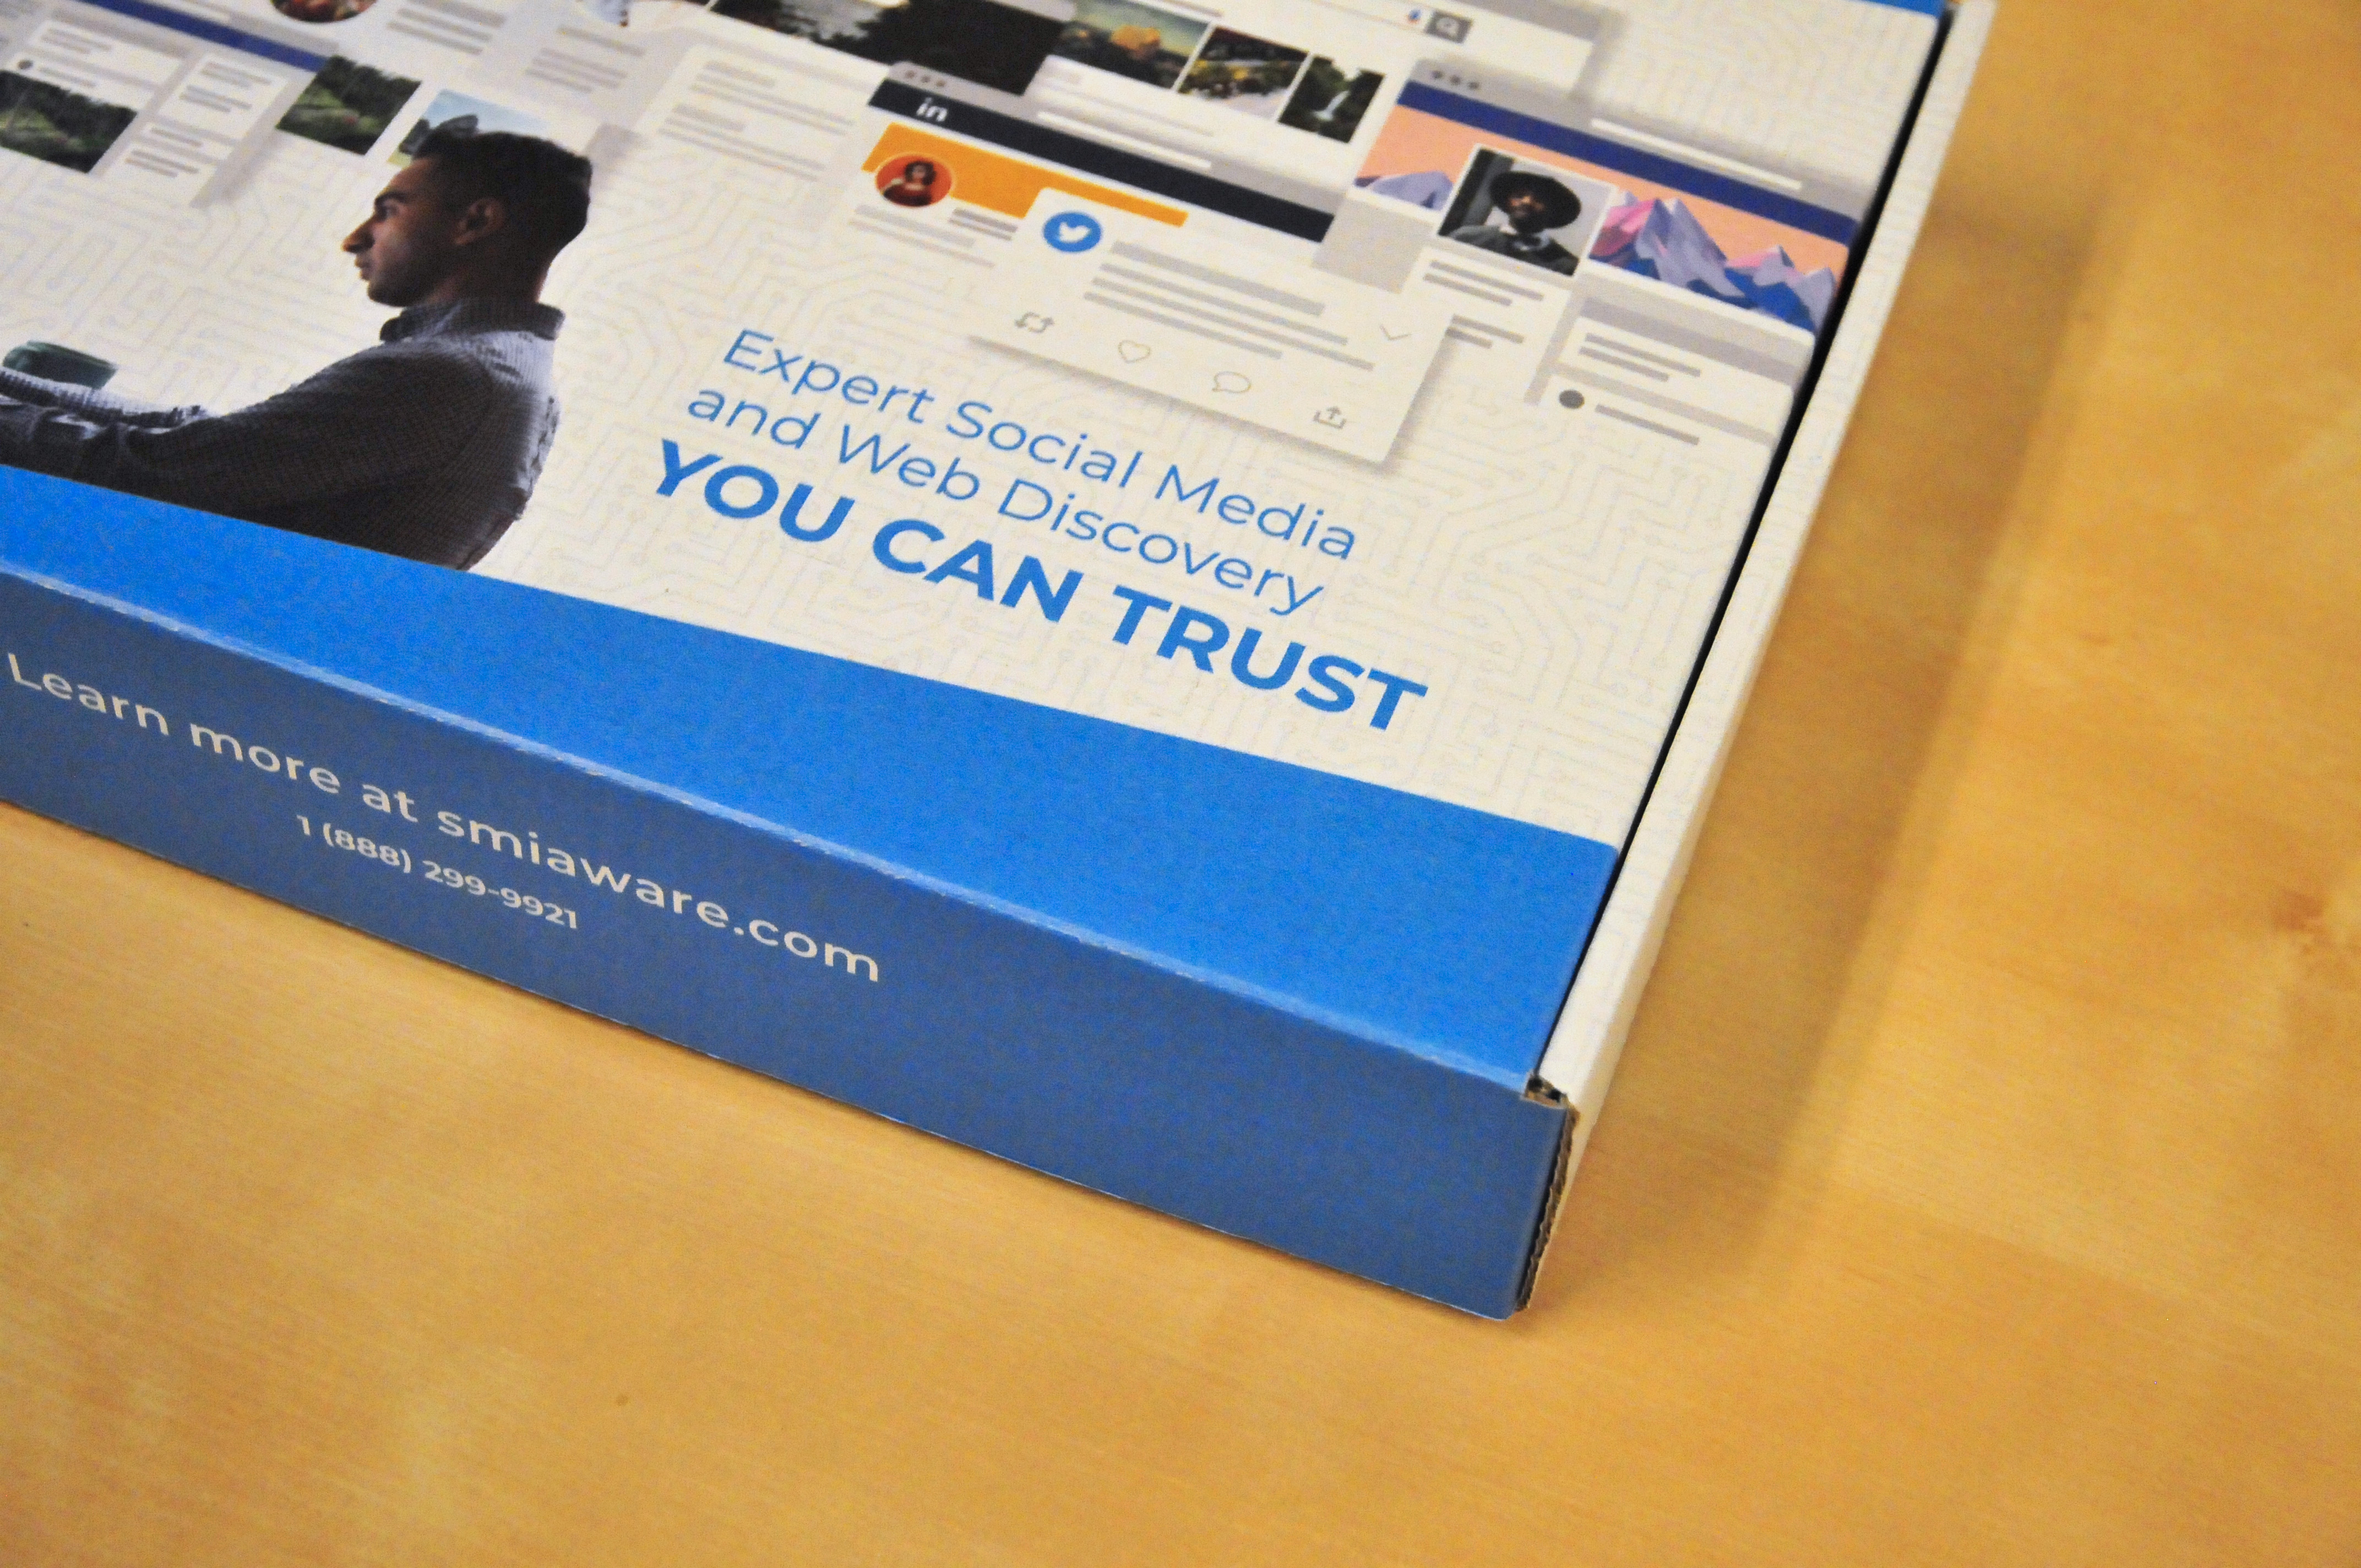 in
Expert Social Media
and Web Discovery
YOU CAN TRUST
Learn more at smiaware.com
1 (888) 299-9921